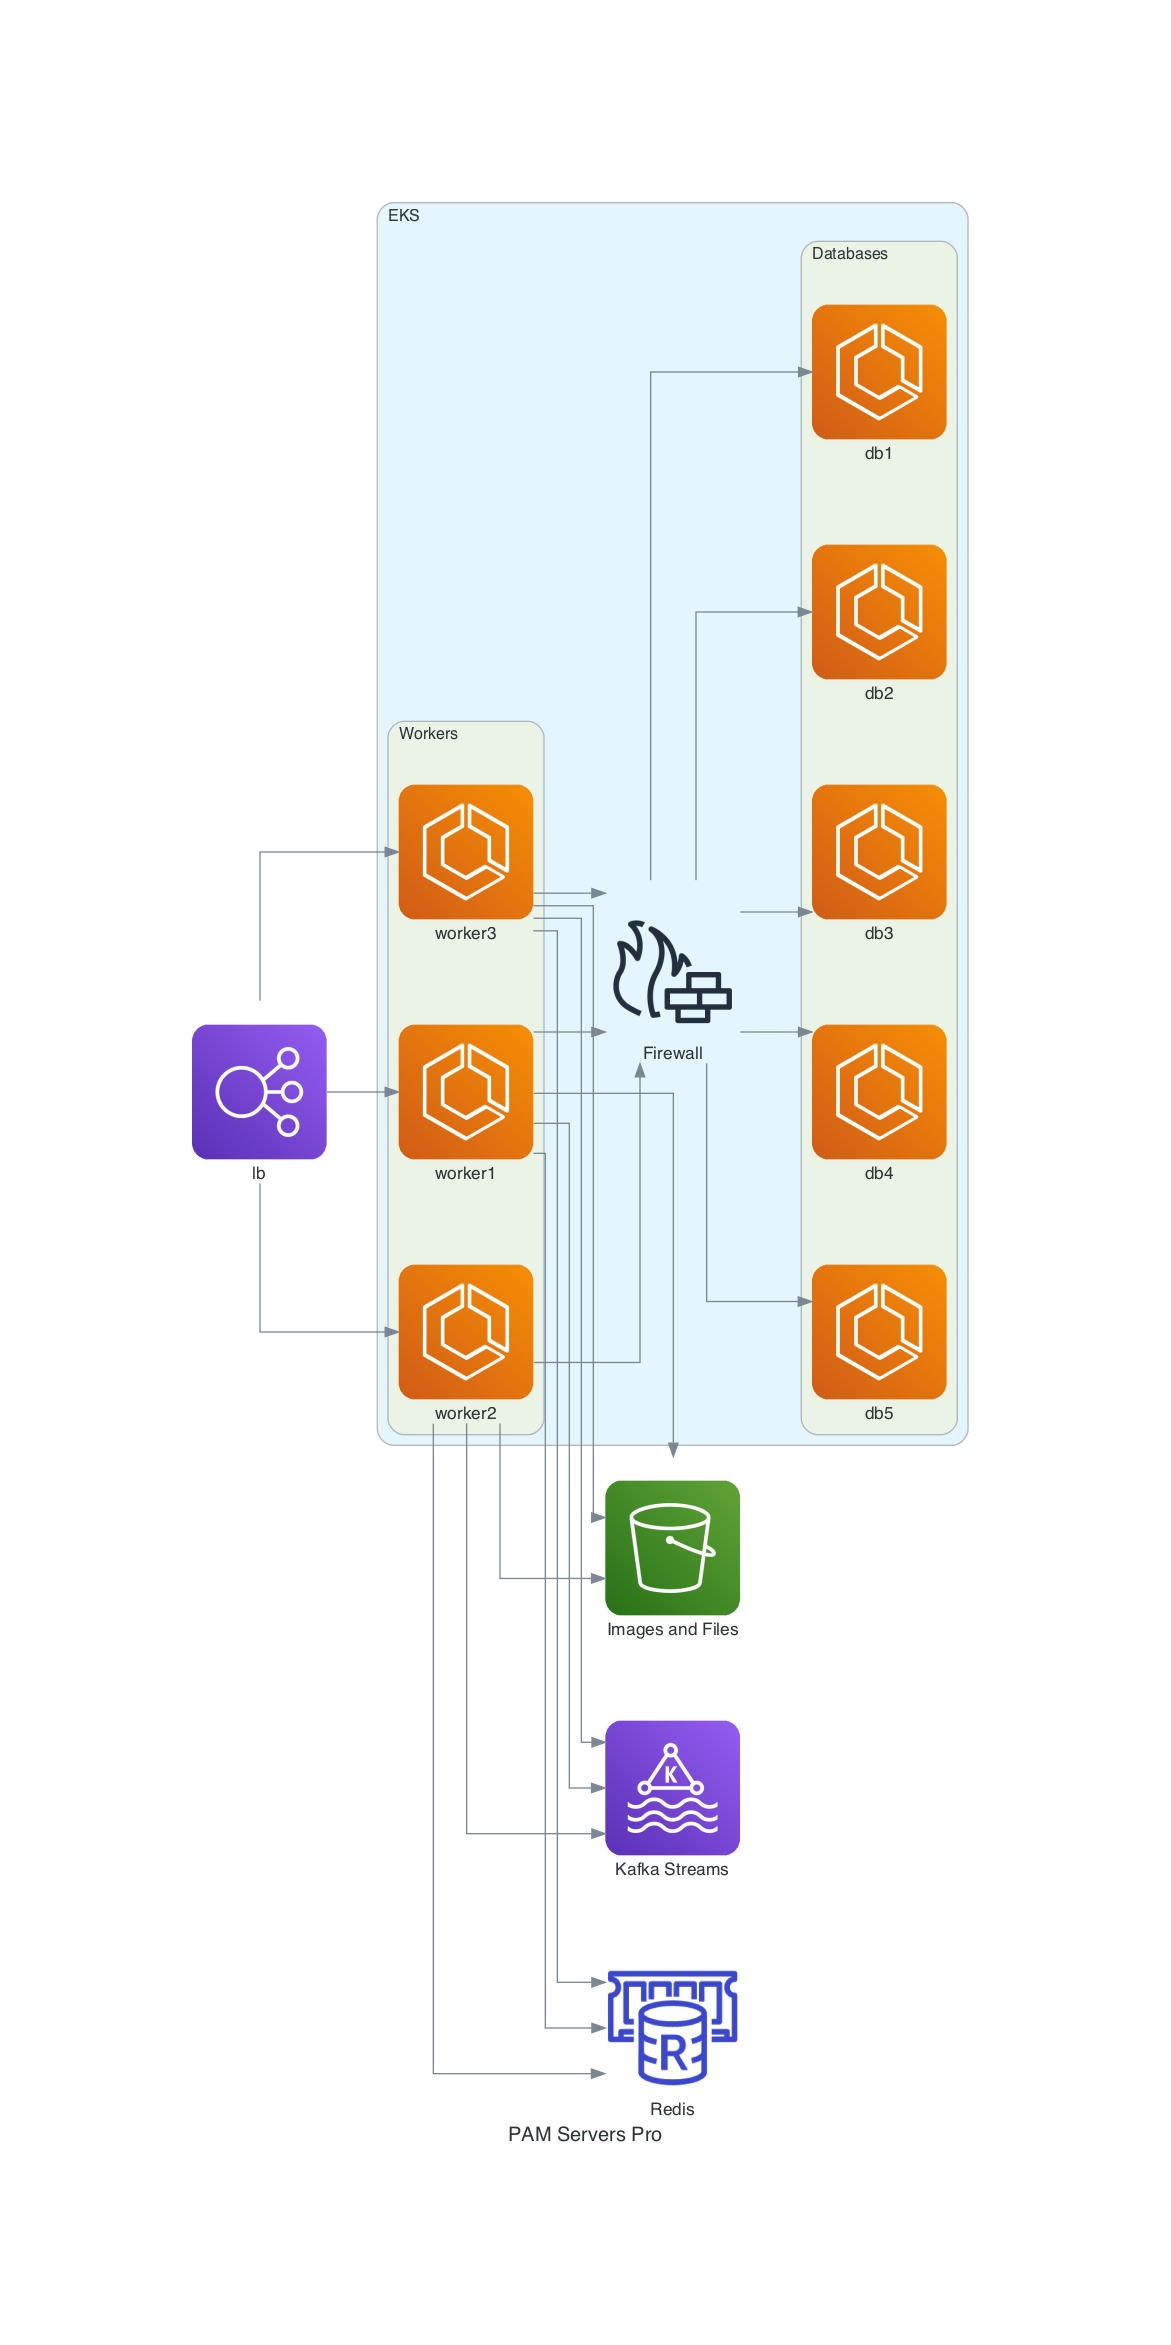 EKS
Databases
db1
db2
Workers
worker3
db3
Firewall
lb
worker1
db4
worker2
db5
Images and Files
K
Kafka Streams
R
Redis
PAM Servers Pro